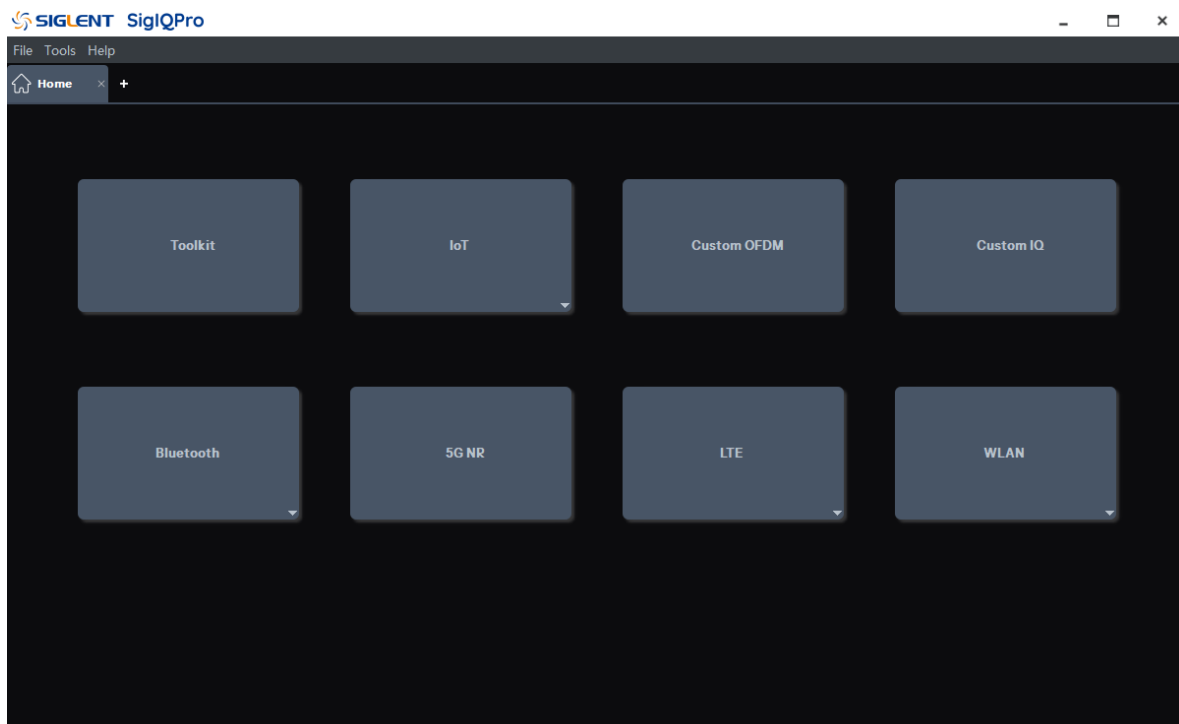 SIGLENT SigIQPro
File Tools Help
Home
Toolkit
IoT
Custom OFDM
Custom IQ
Bluetooth
5G NR
LTE
WLAN